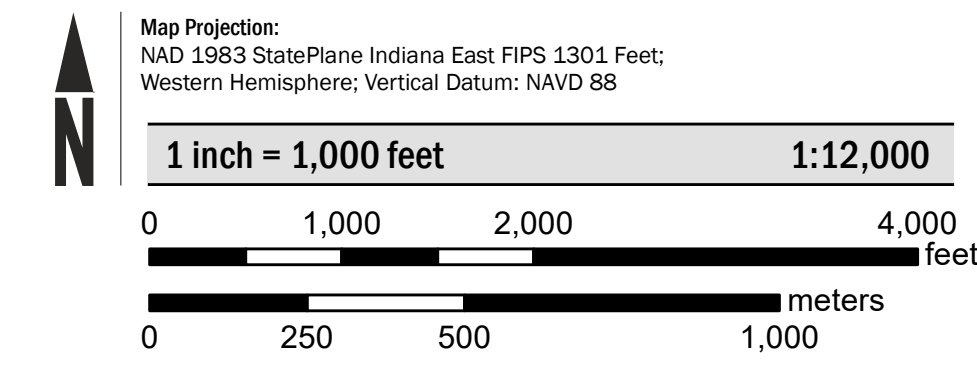 Map Projection:
NAD 1983 StatePlane Indiana East FIPS 1301 Feet;
Western Hemisphere; Vertical Datum: NAVD 88
N
1 inch = 1,000 feet 1:12,000
0 1,000 2,000 4,000
feet
meters
0 250 500 1,000